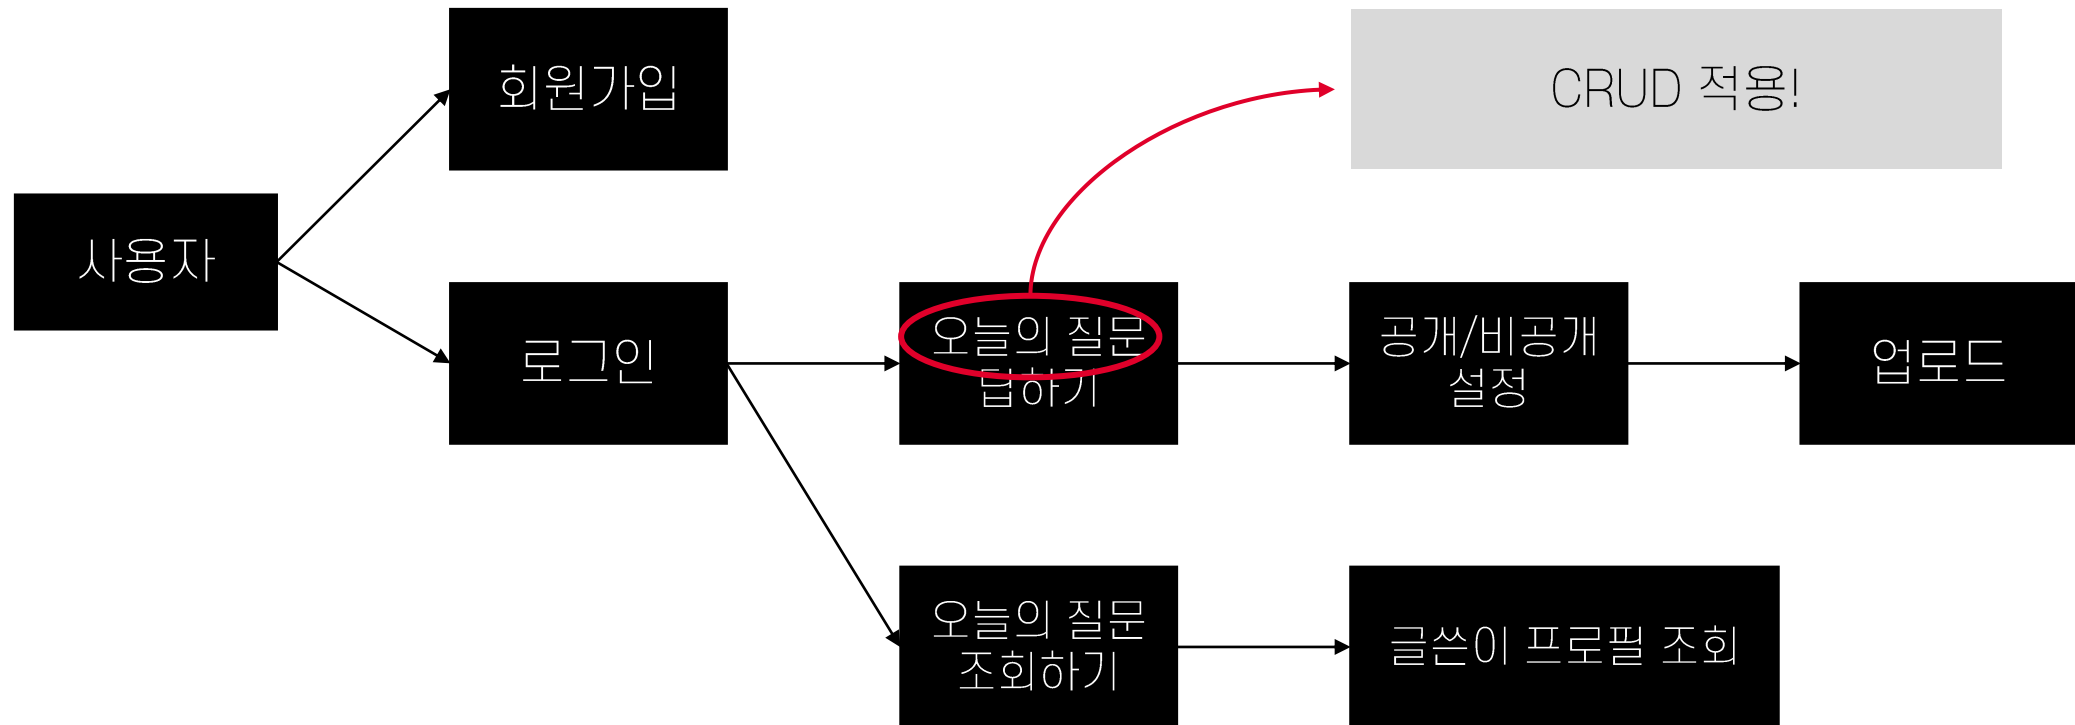 회원가입
CRUD 적용!
사용자
로그인
오늘의 질문
답하기
공개/비공개
설정
업로드
오늘의 질문
조회하기
글쓴이 프로필 조회